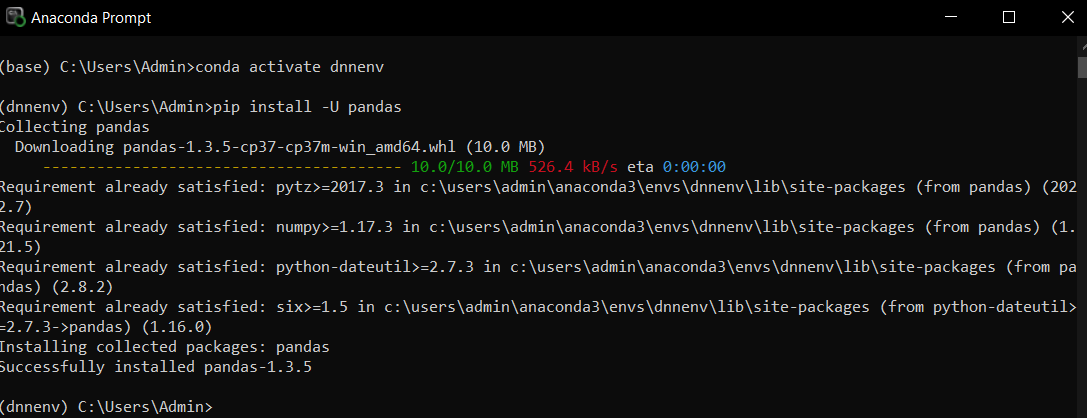 Anaconda Prompt
(base) C:\Users\Admin>conda activate dnnenv
(dnnenv) C:\Users\Admin>pip install -U pandas
Collecting pandas
  Downloading pandas-1.3.5-cp37-cp37m-win_amd64.whl (10.0 MB)
     ---------------------------------------- 10.0/10.0 MB 526.4 kB/s eta 0:00:00
Requirement already satisfied: pytz>=2017.3 in c:\users\admin\anaconda3\envs\dnnenv\lib\site-packages (from pandas) (202
2.7)
Requirement already satisfied: numpy>=1.17.3 in c:\users\admin\anaconda3\envs\dnnenv\lib\site-packages (from pandas) (1.
21.5)
Requirement already satisfied: python-dateutil>=2.7.3 in c:\users\admin\anaconda3\envs\dnnenv\lib\site-packages (from pa
ndas) (2.8.2)
Requirement already satisfied: six>=1.5 in c:\users\admin\anaconda3\envs\dnnenv\lib\site-packages (from python-dateutil>
=2.7.3->pandas) (1.16.0)
Installing collected packages: pandas
Successfully installed pandas-1.3.5
(dnnenv) C:\Users\Admin>